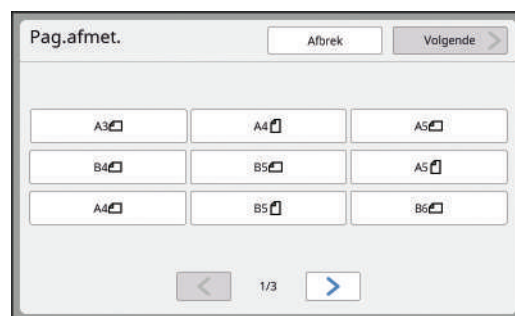 Pag.afmet. Afbrek Volgende
A3 A4 A5
B4 B5 A5
A4 B5 B6
1/3